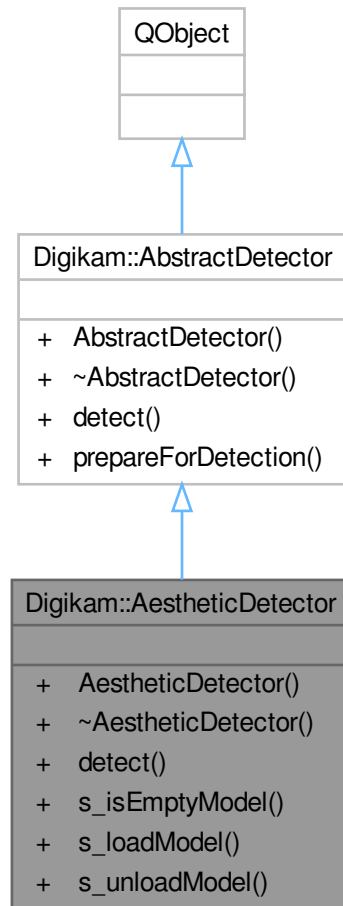 QObject
Digikam::AbstractDetector
+ AbstractDetector()
+ ~AbstractDetector()
+ detect()
+ prepareForDetection()
Digikam::AestheticDetector
+ AestheticDetector()
+ ~AestheticDetector()
+ detect()
+ s_isEmptyModel()
+ s_loadModel()
+ s_unloadModel()